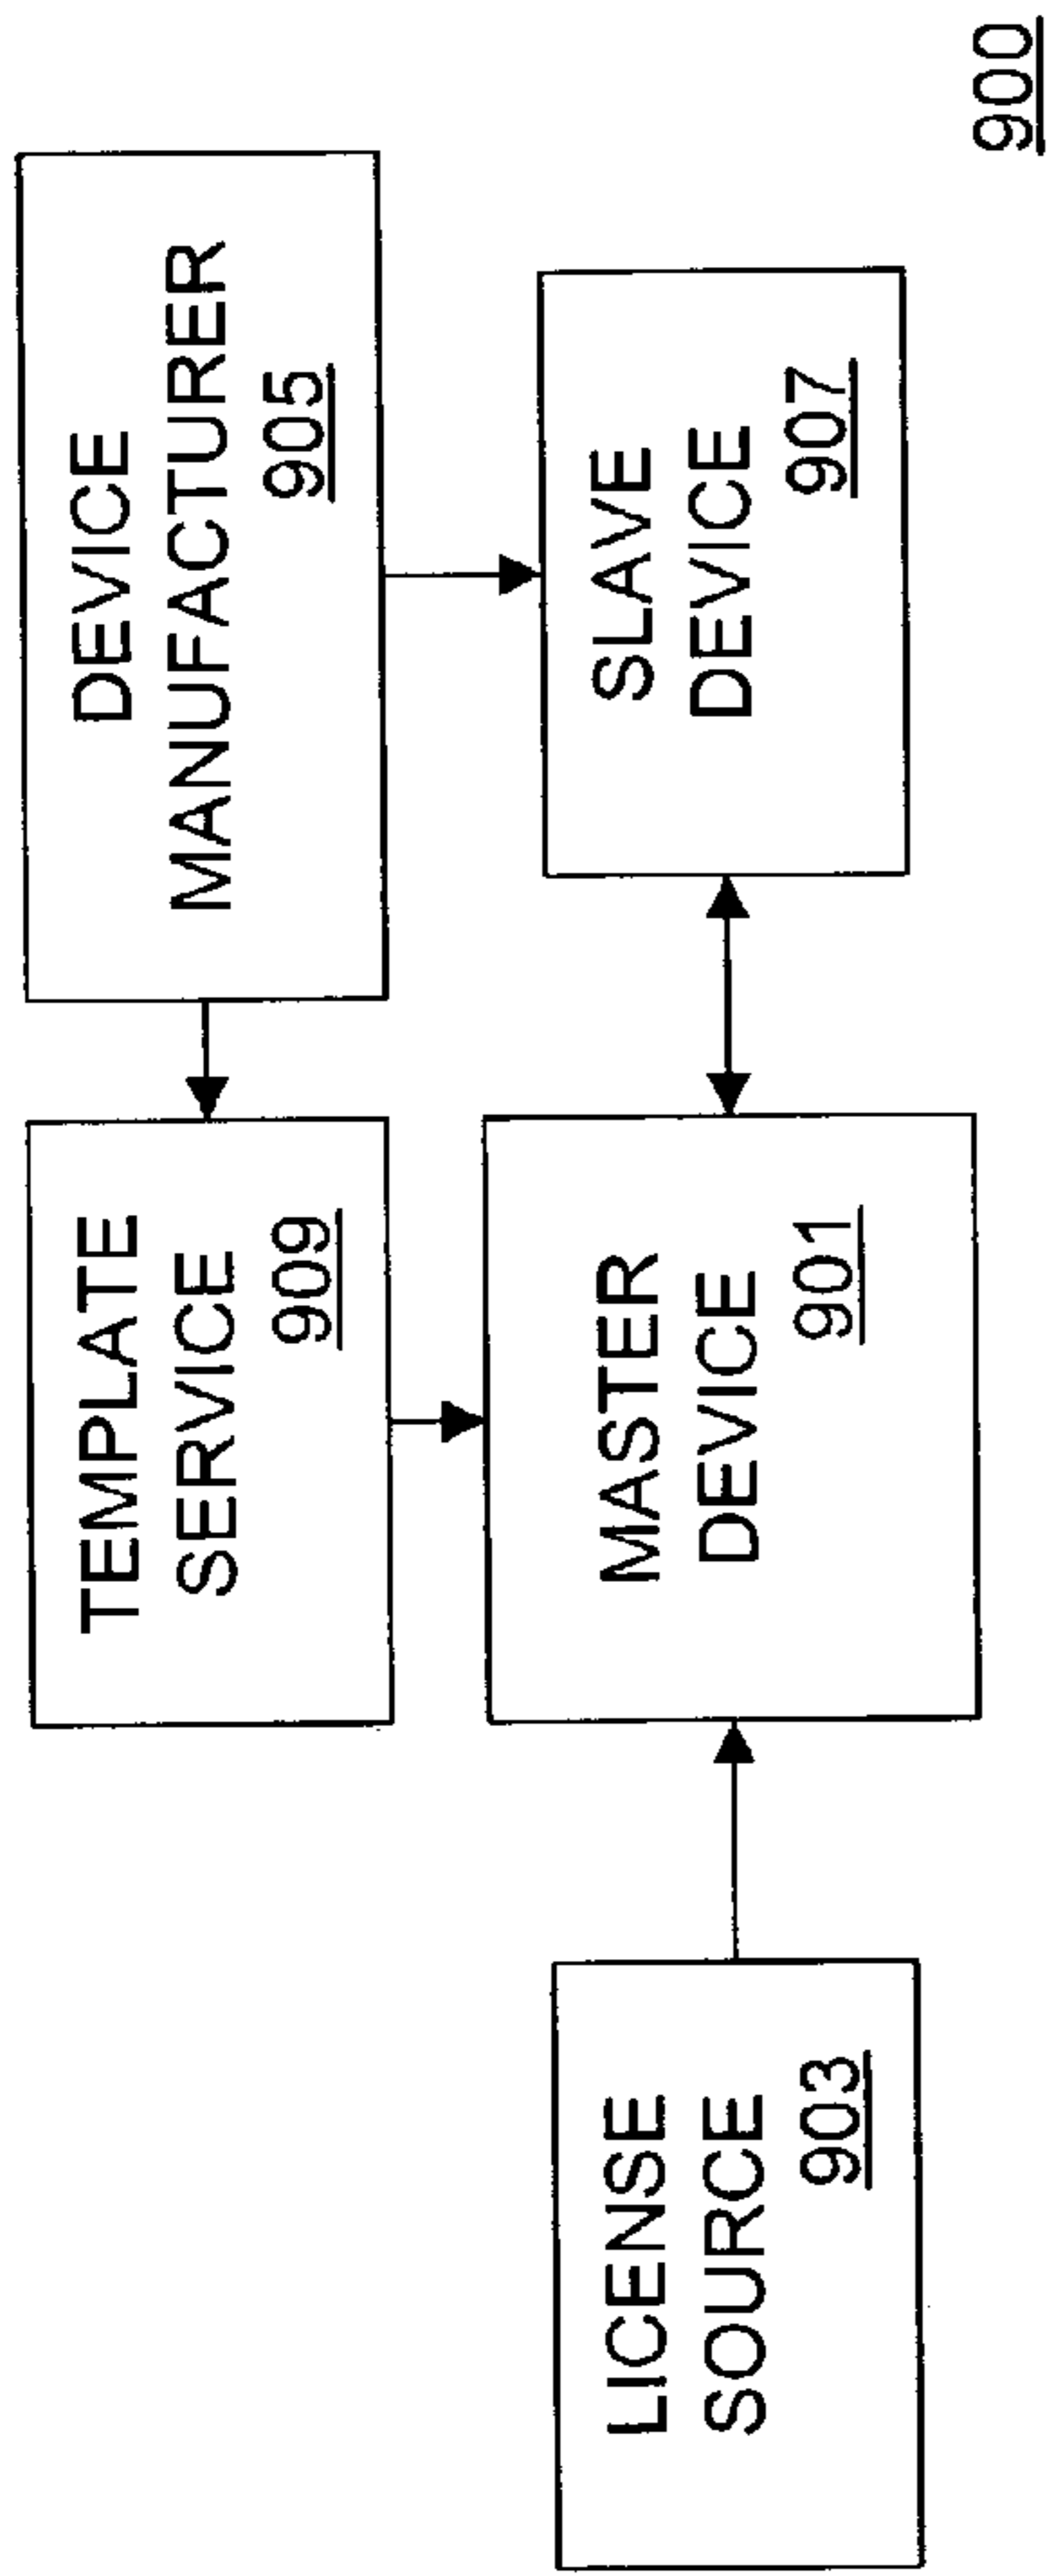 TEMPLATE
SERVICE
909
DEVICE
MANUFACTURER
905
LICENSE
SOURCE
903
MASTER
DEVICE
901
SLAVE
DEVICE
907
900